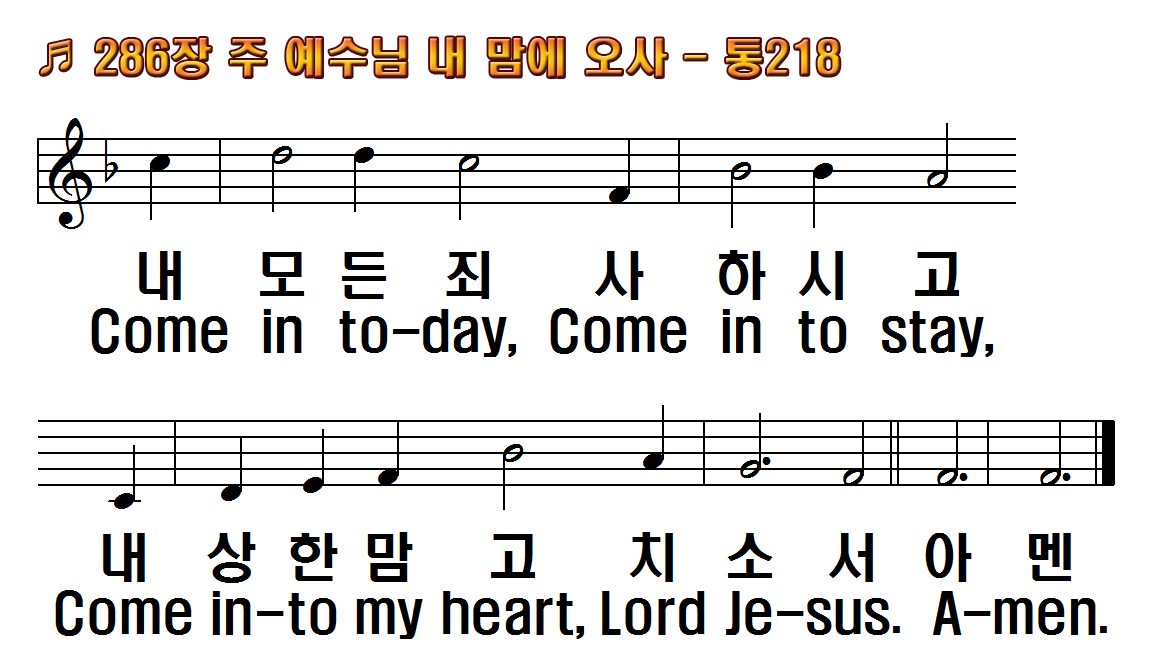 ♬ 286장 주 예수님 내 맘에 오사 - 통218
내 모 든 죄 사 하 시 고
Come in to-day, Come in to stay,
내 상 한 맘 고 치 소 서 아 멘
Come in-to my heart, Lord Je-sus. A-men.